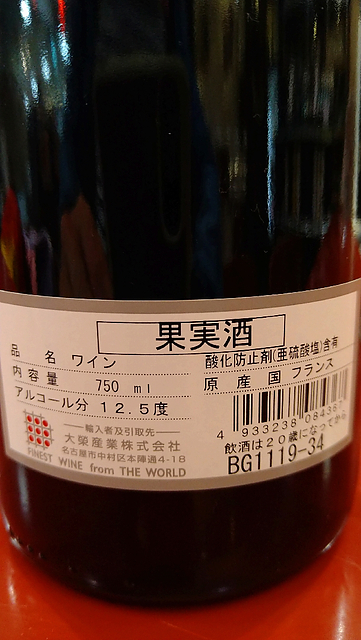 果実酒
品名 ワイン
酸化防止剤(亜硫酸塩)含有
内容量 750 ml
原産国 フランス
アルコール分 12.5度
輸入者及引取先
大榮産業株式会社
名古屋市中村区本陣通4-18
FINEST WINE from THE WORLD
4 933238 084382
飲酒は20歳になってから
BG1119-34